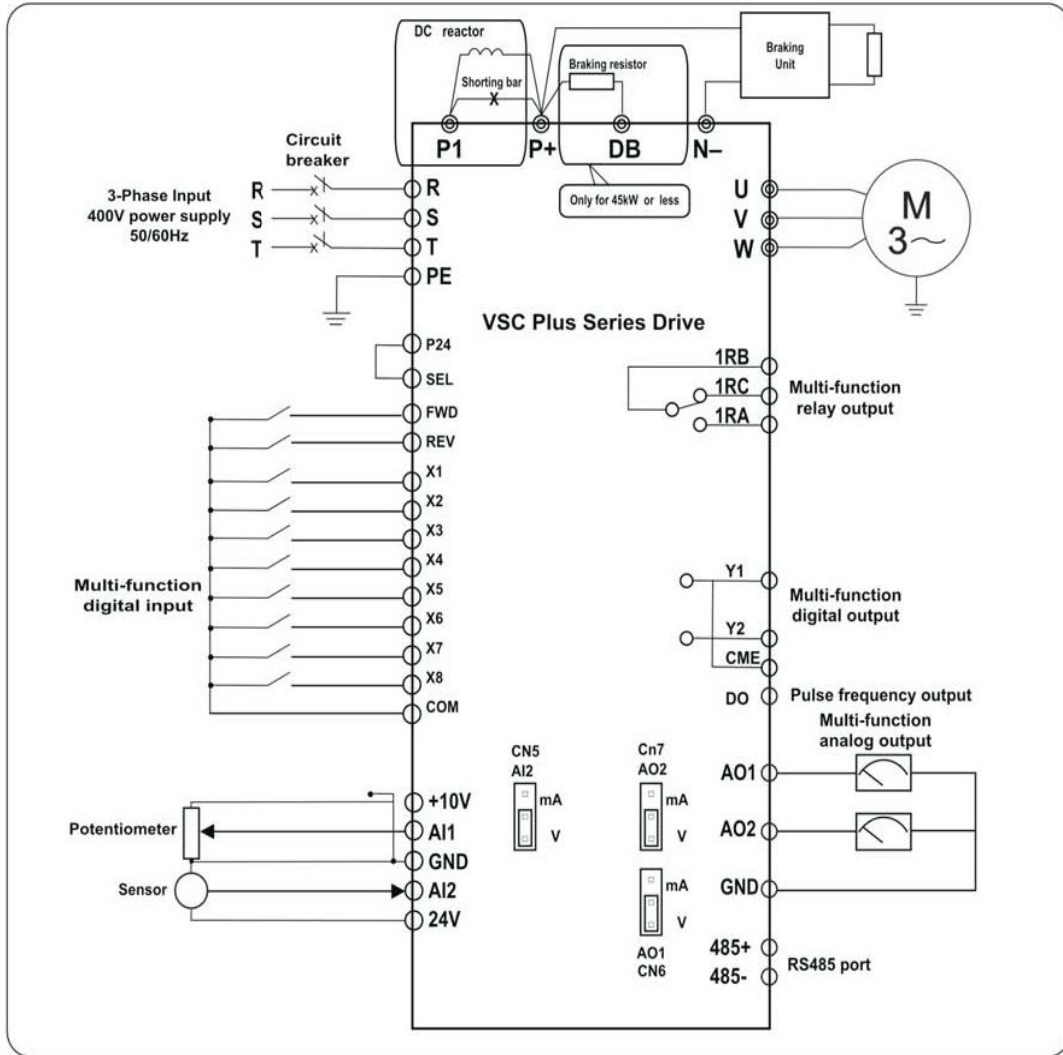 DC reactor
Shorting bar
Braking resistor
Braking
Unit
P1
P+
DB
N–
Only for 45kW or less
Circuit
breaker
3-Phase Input
400V power supply
50/60Hz
R
S
T
R
S
T
PE
U
V
W
M
3～
VSC Plus Series Drive
P24
SEL
FWD
REV
X1
X2
X3
X4
X5
X6
X7
X8
COM
Multi-function
digital input
1RB
1RC
1RA
Multi-function
relay output
Y1
Y2
CME
Multi-function
digital output
DO
Pulse frequency output
Multi-function
analog output
CN5
AI2
mA
V
Cn7
AO2
mA
V
mA
V
AO1
CN6
+10V
AI1
GND
AI2
24V
Potentiometer
Sensor
AO1
AO2
GND
485+
485-
RS485 port